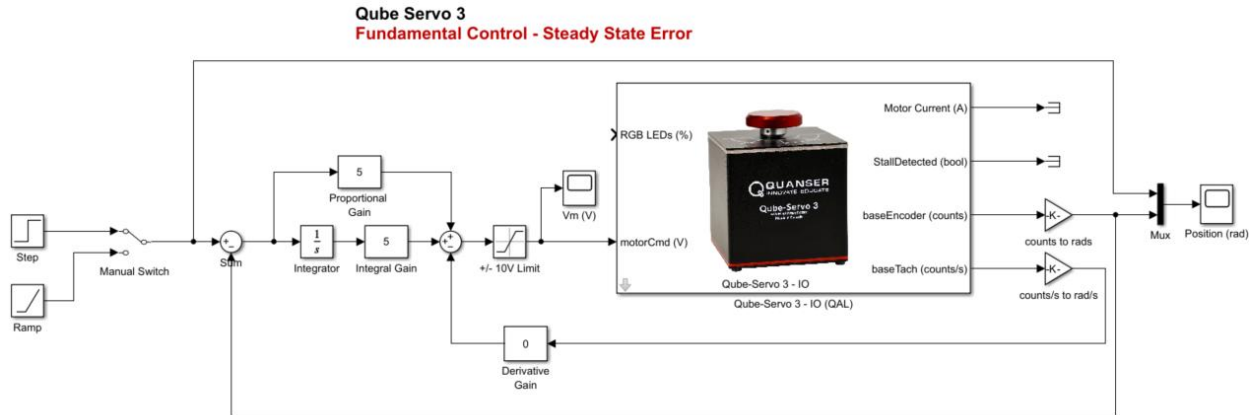 Qube Servo 3
Fundamental Control - Steady State Error
Motor Current (A)
RGB LEDs (%)
StallDetected (bool)
5
Proportional
Gain
Vm (V)
QUANSER
INNOVATE EDUCATE
Qube-Servo 3
baseEncoder (counts)
-K-
counts to rads
Mux
Position (rad)
Step
Manual Switch
+
-
Sum
1
s
Integrator
5
Integral Gain
+
+
-
+/- 10V Limit
motorCmd (V)
baseTach (counts/s)
-K-
counts/s to rad/s
Qube-Servo 3 - IO
Qube-Servo 3 - IO (QAL)
Ramp
0
Derivative
Gain